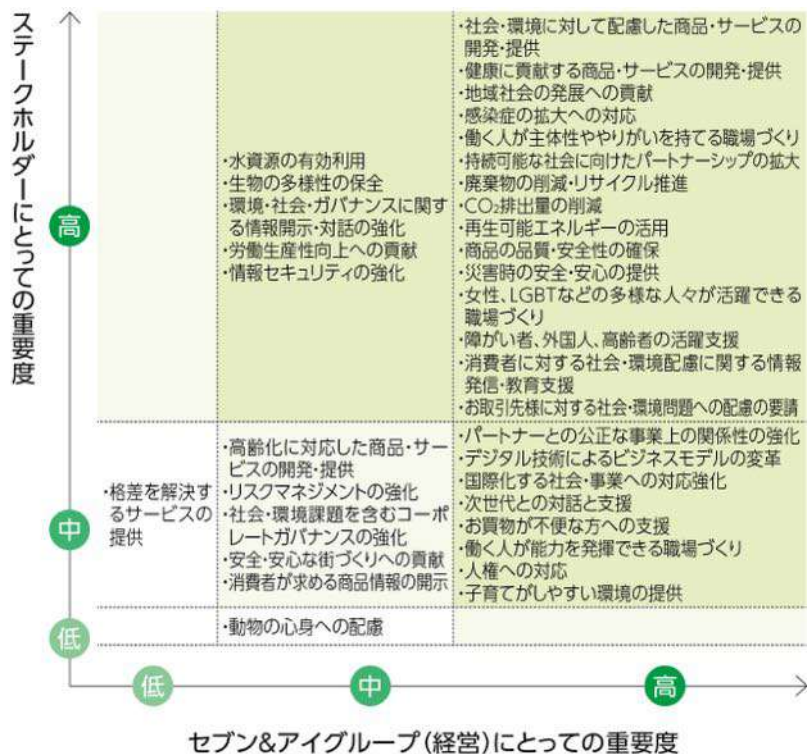 ステークホルダーにとっての重要度
高
中
低
・水資源の有効利用
・生物の多様性の保全
・環境・社会・ガバナンスに関す
る情報開示・対話の強化
・労働生産性向上への貢献
・情報セキュリティの強化
・社会・環境に対して配慮した商品・サービスの
開発・提供
・健康に貢献する商品・サービスの開発・提供
・地域社会の発展への貢献
・感染症の拡大への対応
・働く人が主体性ややりがいを持てる職場づくり
・持続可能な社会に向けたパートナーシップの拡大
・廃棄物の削減・リサイクル推進
・CO₂排出量の削減
・再生可能エネルギーの活用
・商品の品質・安全性の確保
・災害時の安全・安心の提供
・女性、LGBTなどの多様な人々が活躍できる
職場づくり
・障がい者、外国人、高齢者の活躍支援
・消費者に対する社会・環境配慮に関する情報
発信・教育支援
・お取引先様に対する社会・環境問題への配慮の要請
・格差を解決す
るサービスの
提供
・高齢化に対応した商品・サー
ビスの開発・提供
・リスクマネジメントの強化
・社会・環境課題を含むコーポ
レートガバナンスの強化
・安全・安心な街づくりへの貢献
・消費者が求める商品情報の開示
・パートナーとの公正な事業上の関係性の強化
・デジタル技術によるビジネスモデルの変革
・国際化する社会・事業への対応強化
・次世代との対話と支援
・お買物が不便な方への支援
・働く人が能力を発揮できる職場づくり
・人権への対応
・子育てがしやすい環境の提供
・動物の心身への配慮
低
中
高
セブン&アイグループ(経営)にとっての重要度